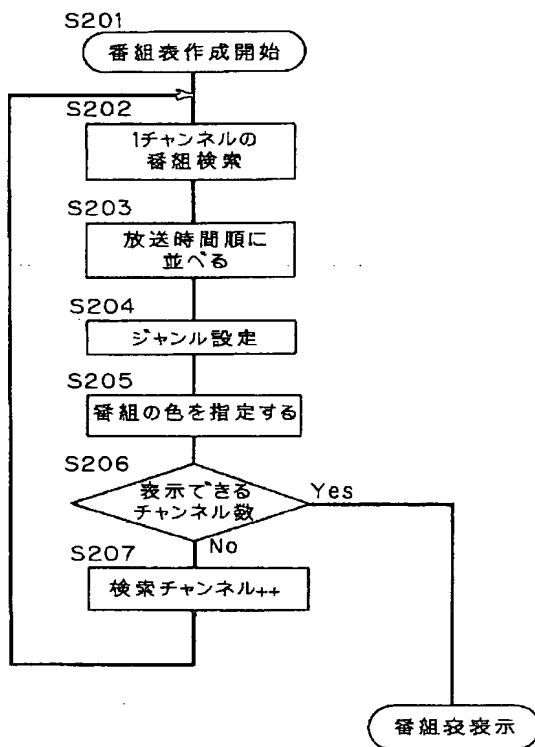 S201
番組表作成開始
S202
1チャンネルの
番組検索
S203
放送時間順に
並べる
S204
ジャンル設定
S205
番組の色を指定する
S206
表示できる
チャンネル数
Yes
No
S207
検索チャンネル++
番組表表示